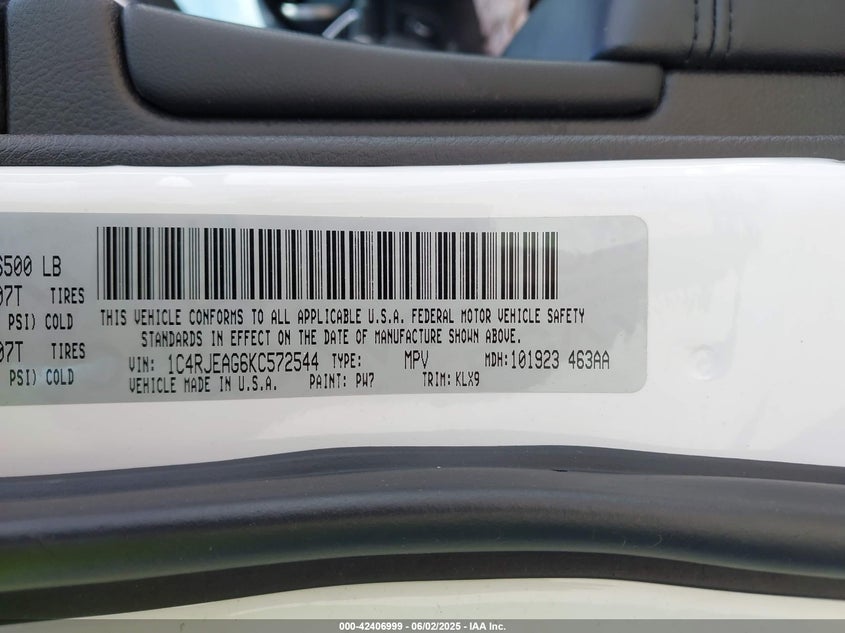 6500 LB
07T TIRES
PSI) COLD
07T TIRES
PSI) COLD
THIS VEHICLE CONFORMS TO ALL APPLICABLE U.S.A. FEDERAL MOTOR VEHICLE SAFETY
STANDARDS IN EFFECT ON THE DATE OF MANUFACTURE SHOWN ABOVE.
VIN: 1C4RJEAG6KC572544 TYPE: MPV MDH:101923 463AA
VEHICLE MADE IN U.S.A. PAINT: PW7 TRIM: KLX9
000-42406999 | 06/02/2025 - IAA Inc.